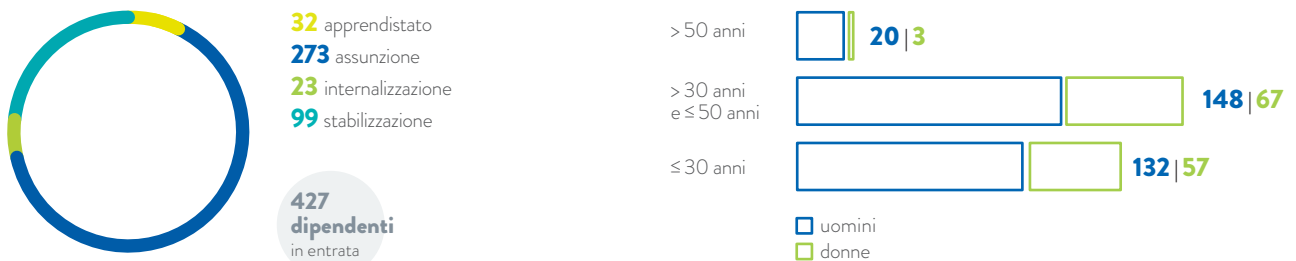 32 apprendistato
273 assunzione
23 internalizzazione
99 stabilizzazione
427
dipendenti
in entrata
> 50 anni
20 | 3
> 30 anni
e ≤ 50 anni
148 | 67
≤ 30 anni
132 | 57
uomini
donne